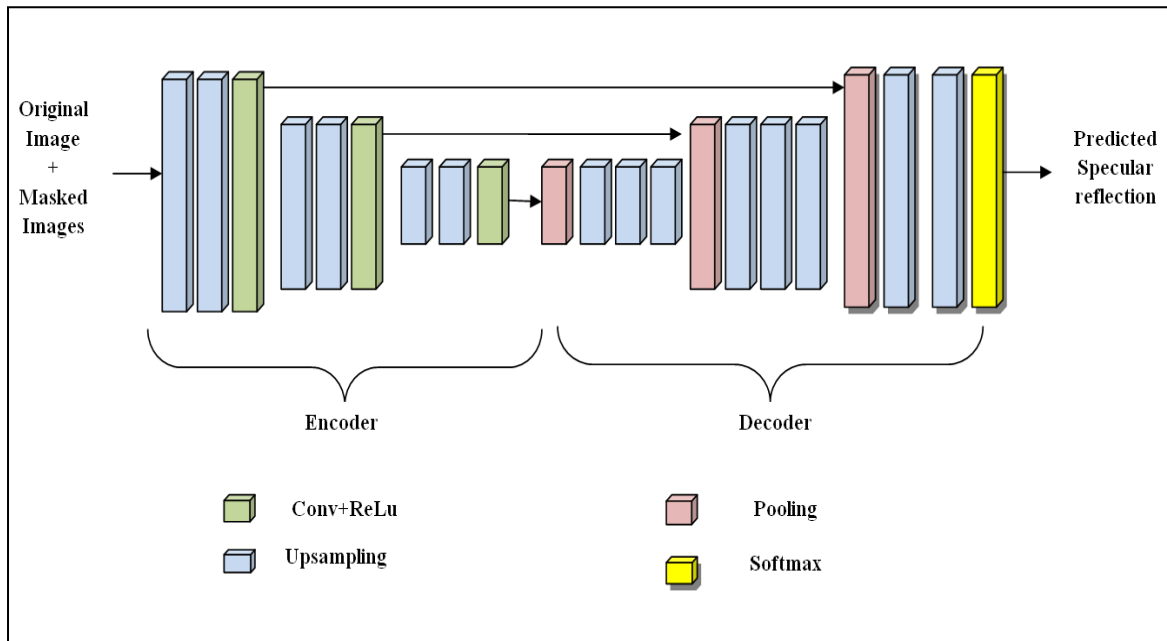 Original
Image
+
Masked
Images
Predicted
Specular
reflection
Encoder
Decoder
Conv+ReLu
Pooling
Upsampling
Softmax